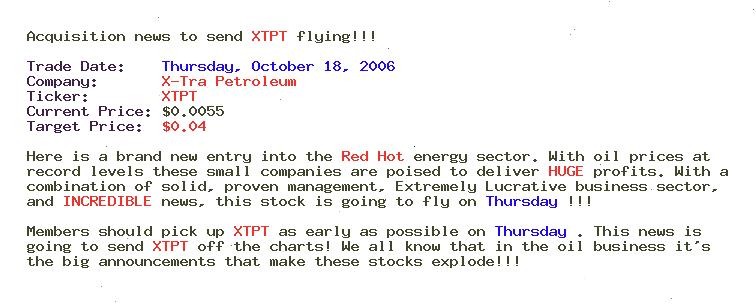 Acquisition news to send XTPT flying!!!
Trade Date: Thursday, October 18, 2006
Company: X-Tra Petroleum
Ticker: XTPT
Current Price: $0.0055
Target Price: $0.04
Here is a brand new entry into the Red Hot energy sector. With oil prices at
record levels these small companies are poised to deliver HUGE profits. With a
combination of solid, proven management, Extremely Lucrative business sector,
and INCREDIBLE news, this stock is going to fly on Thursday !!!
Members should pick up XTPT as early as possible on Thursday . This news is
going to send XTPT off the charts! We all know that in the oil business it's
the big announcements that make these stocks explode!!!